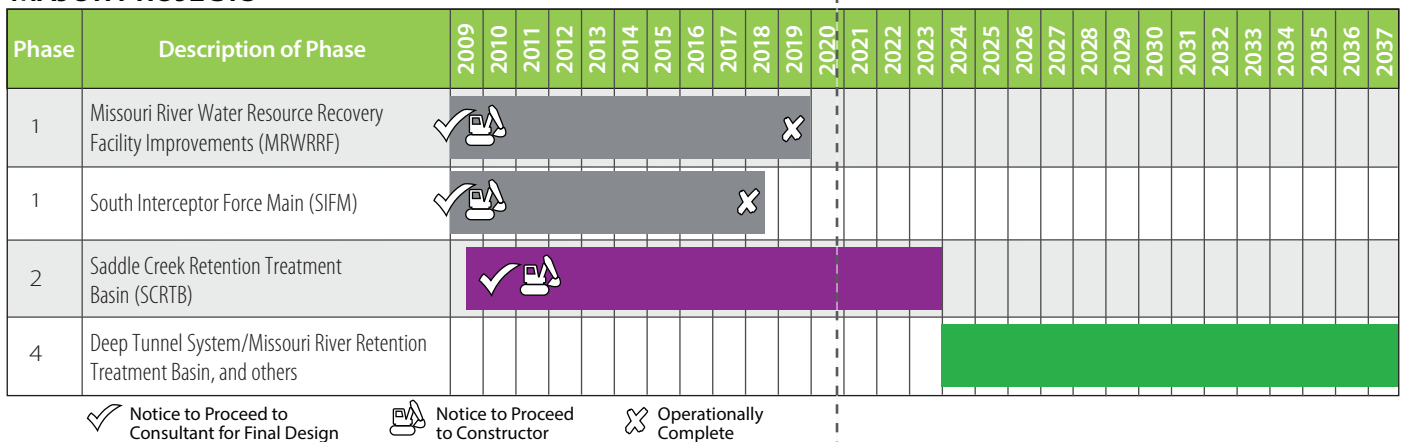 MAJOR PROJECTS
Phase Description of Phase 2009 2010 2011 2012 2013 2014 2015 2016 2017 2018 2019 2020 2021 2022 2023 2024 2025 2026 2027 2028 2029 2030 2031 2032 2033 2034 2035 2036 2037
1 Missouri River Water Resource Recovery
Facility Improvements (MRWRRF)
1 South Interceptor Force Main (SIFM)
2 Saddle Creek Retention Treatment
Basin (SCRTB)
4 Deep Tunnel System/Missouri River Retention
Treatment Basin, and others
Notice to Proceed to
Consultant for Final Design
Notice to Proceed
to Constructor
Operationally
Complete